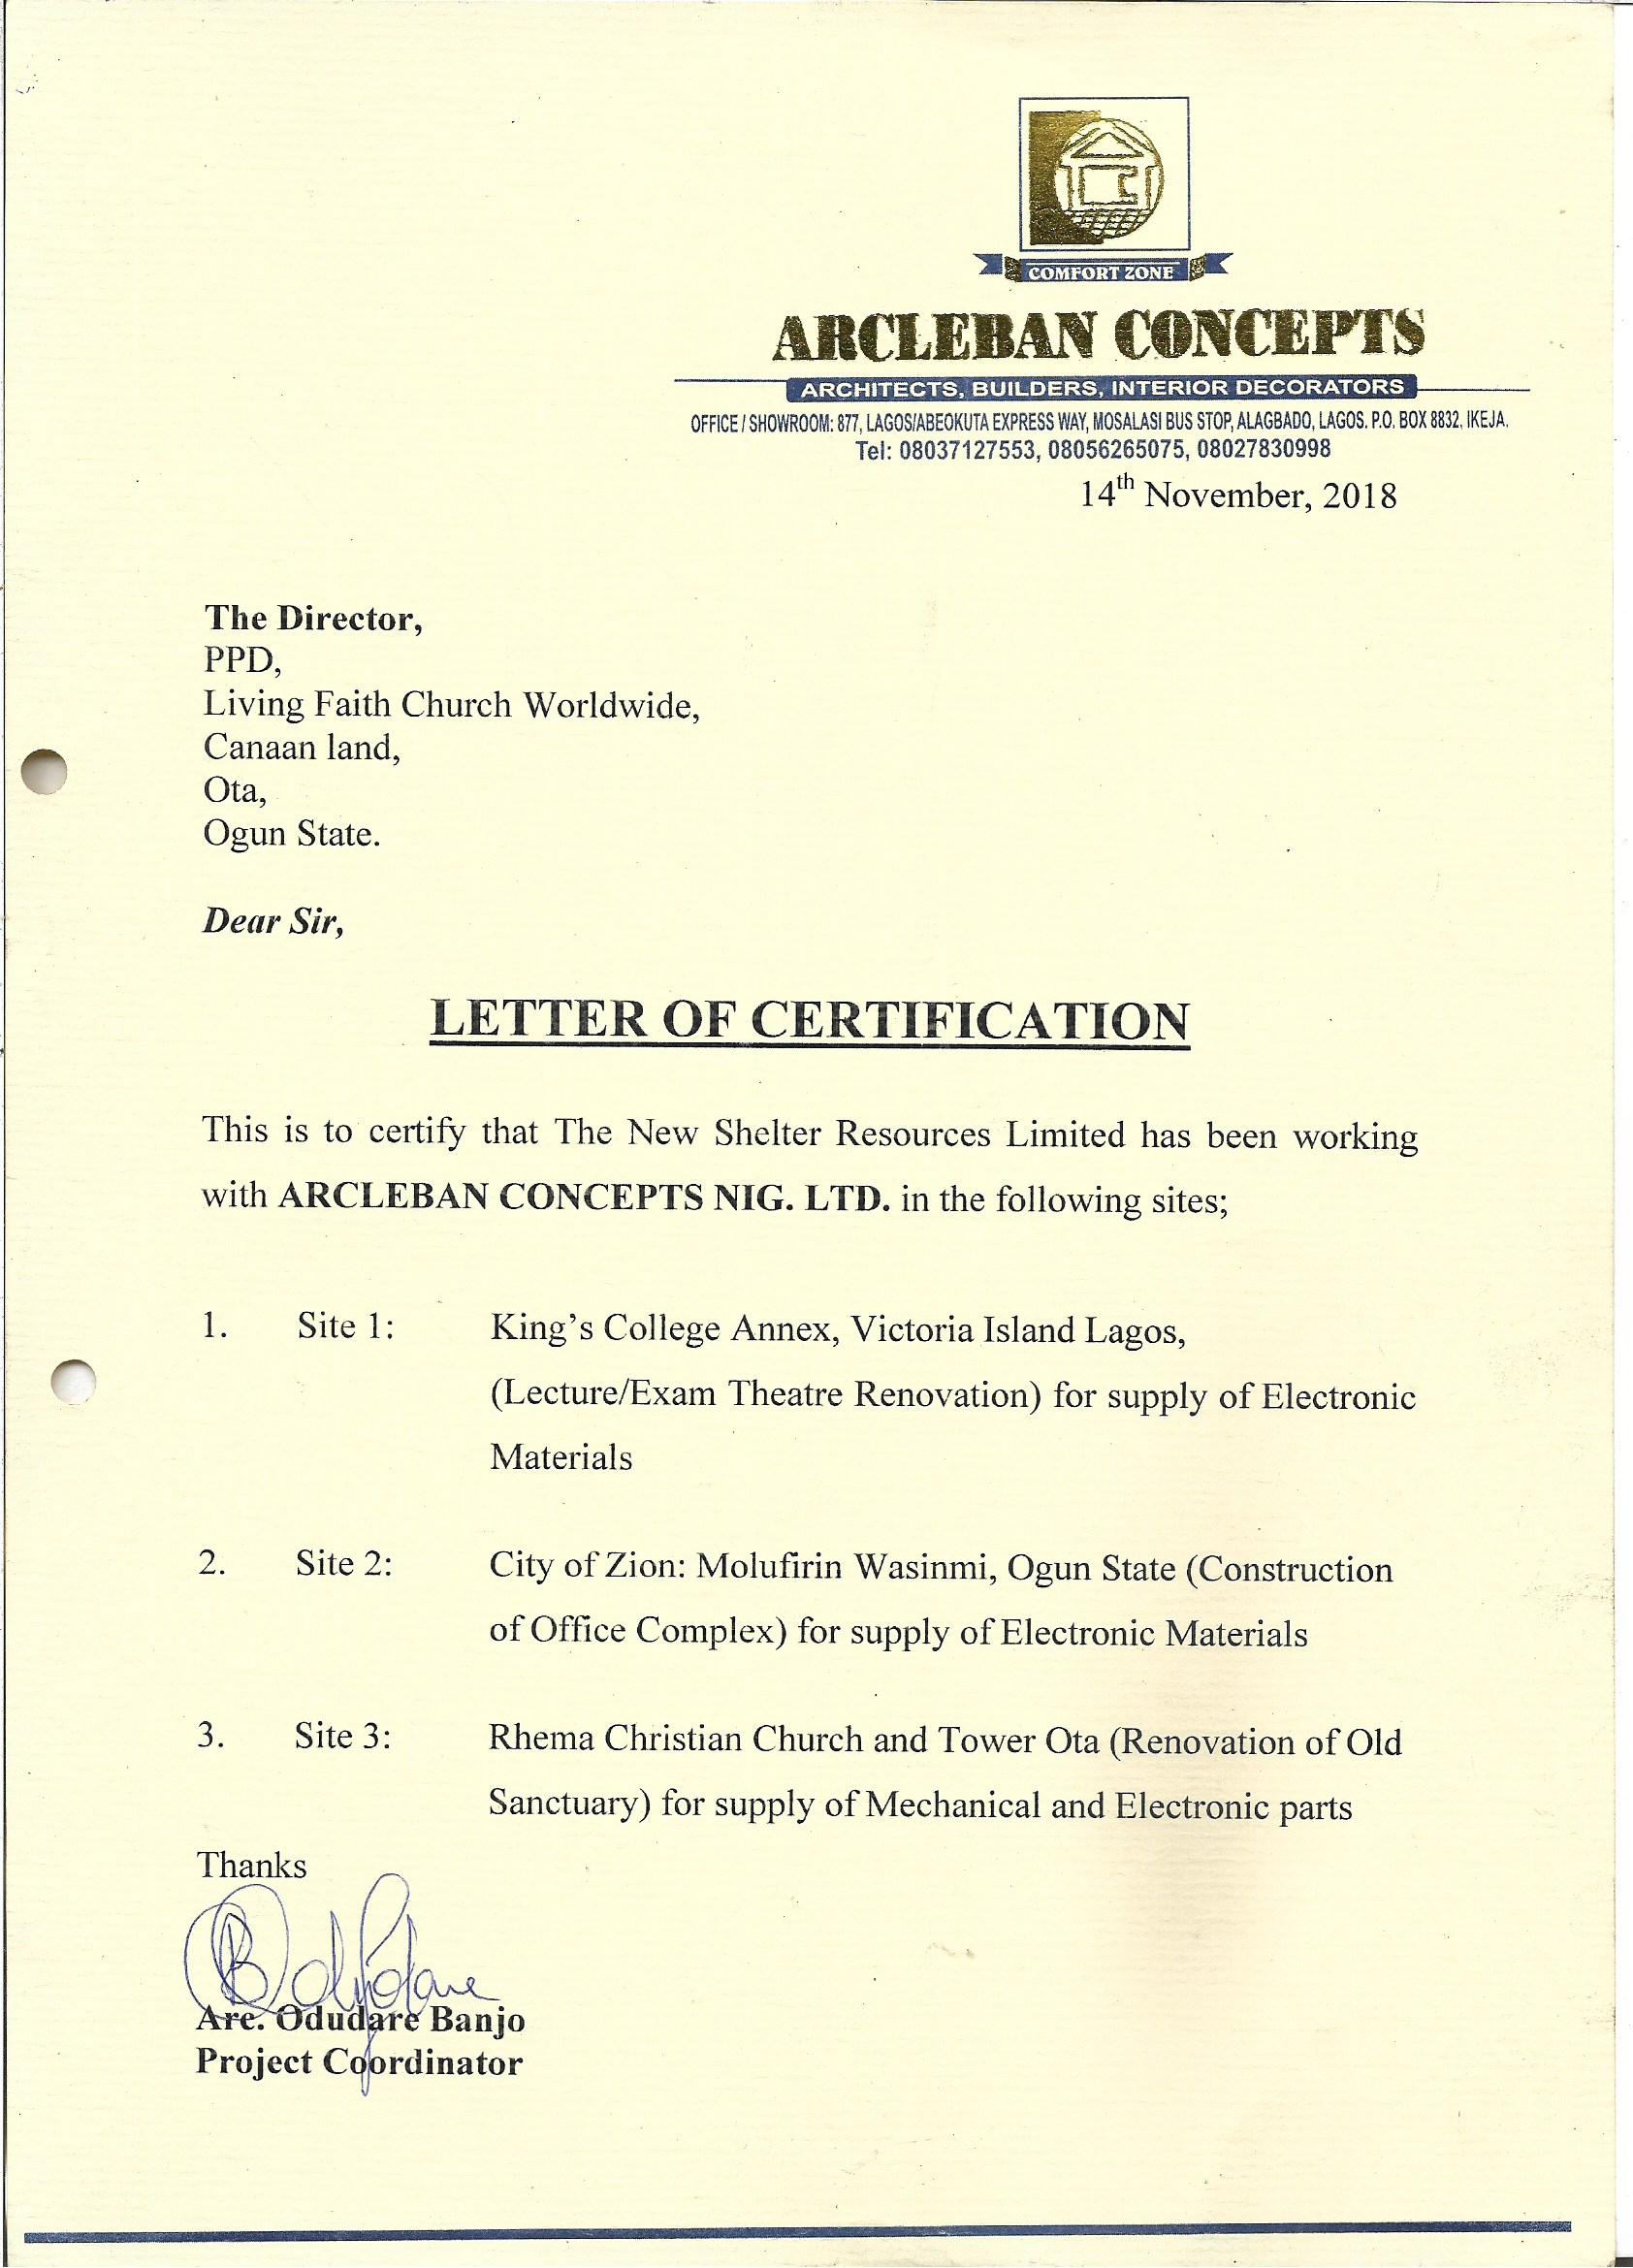 COMFORT ZONE
ARCLEBAN CONCEPTS
ARCHITECTS, BUILDERS, INTERIOR DECORATORS
OFFICE / SHOWROOM: 877, LAGOS/ABEOKUTA EXPRESS WAY, MOSALASI BUS STOP, ALAGBADO, LAGOS. P.O. BOX 8832, IKEJA.
Tel: 08037127553, 08056265075, 08027830998
14th November, 2018
The Director,
PPD,
Living Faith Church Worldwide,
Canaan land,
Ota,
Ogun State.
Dear Sir,
LETTER OF CERTIFICATION
This is to certify that The New Shelter Resources Limited has been working
with ARCLEBAN CONCEPTS NIG. LTD. in the following sites;
1. Site 1: King's College Annex, Victoria Island Lagos,
(Lecture/Exam Theatre Renovation) for supply of Electronic
Materials
2. Site 2: City of Zion: Molufirin Wasinmi, Ogun State (Construction
of Office Complex) for supply of Electronic Materials
3. Site 3: Rhema Christian Church and Tower Ota (Renovation of Old
Sanctuary) for supply of Mechanical and Electronic parts
Thanks
Arc. Odudare Banjo
Project Coordinator